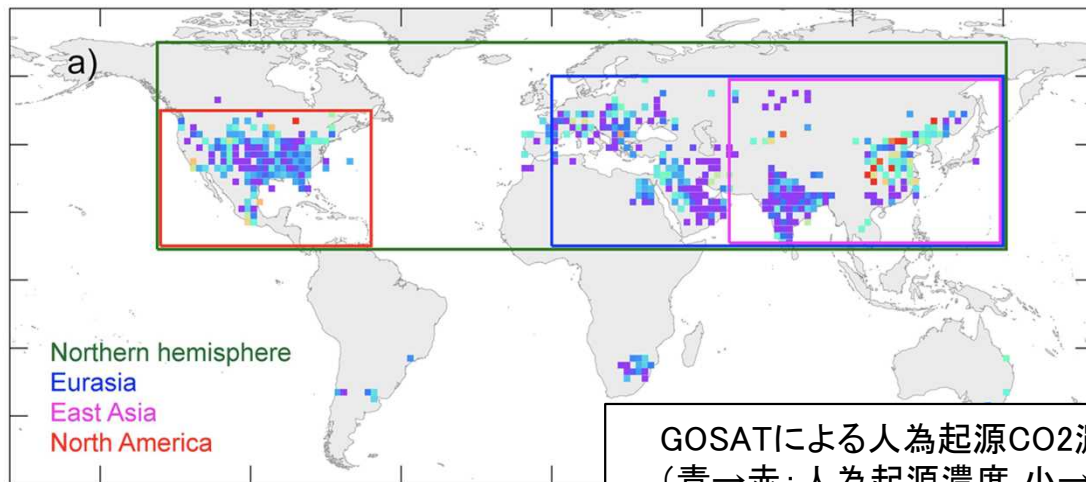 a)
Northern hemisphere
Eurasia
East Asia
North America
GOSATによる人為起源CO2
(青→赤:人為起源濃度 小→